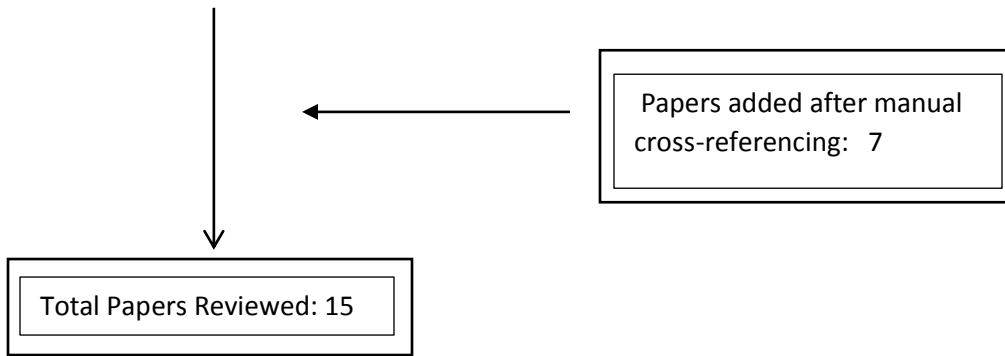 Papers added after manual
cross-referencing: 7
Total Papers Reviewed: 15